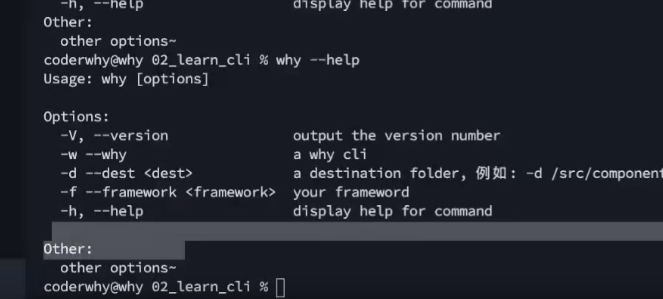 -h, --help display help for command
Other:
other options~
coderwhy@why 02_learn_cli % why --help
Usage: why [options]
Options:
-V, --version output the version number
-w --why a why cli
-d --dest <dest> a destination folder, 例如: -d /src/component
-f --framework <framework> your frameword
-h, --help display help for command
Other:
other options~
coderwhy@why 02_learn_cli %